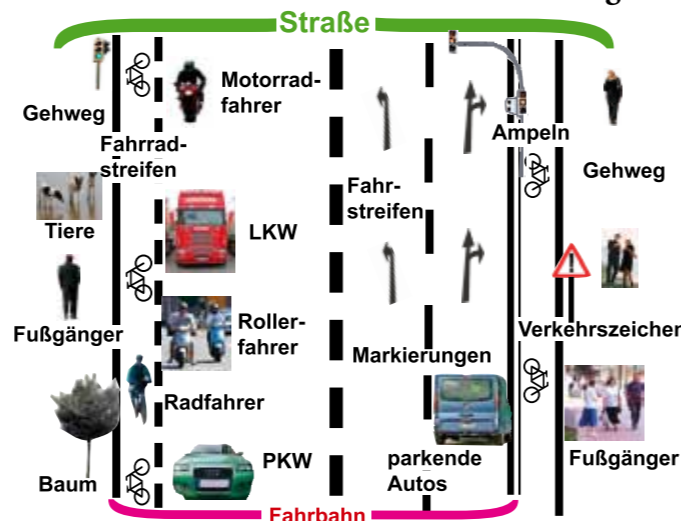 Straße
Motorrad-
fahrer
Gehweg
Fahrrad-
streifen
Ampeln
Gehweg
Fahr-
streifen
Tiere
LKW
Fußgänger
Roller-
fahrer
Verkehrszeichen
Markierungen
Radfahrer
PKW
parkende
Autos
Fußgänger
Baum
Fahrbahn